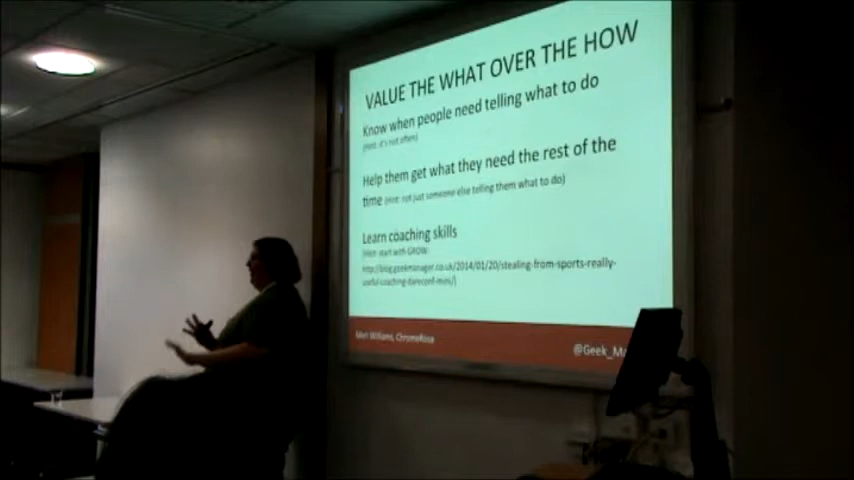 VALUE THE WHAT OVER THE HOW
Know when people need telling what to do
(Hint: it's not often)
Help them get what they need the rest of the
time (Hint: not just someone else telling them what to do)
Learn coaching skills
(Hint: start with GROW:
http://blog.geekmanager.co.uk/2014/01/20/stealing-from-sports-really-
useful-coaching-dareconf-mini/)
Meri Williams, ChromeRose
@Geek_Ma